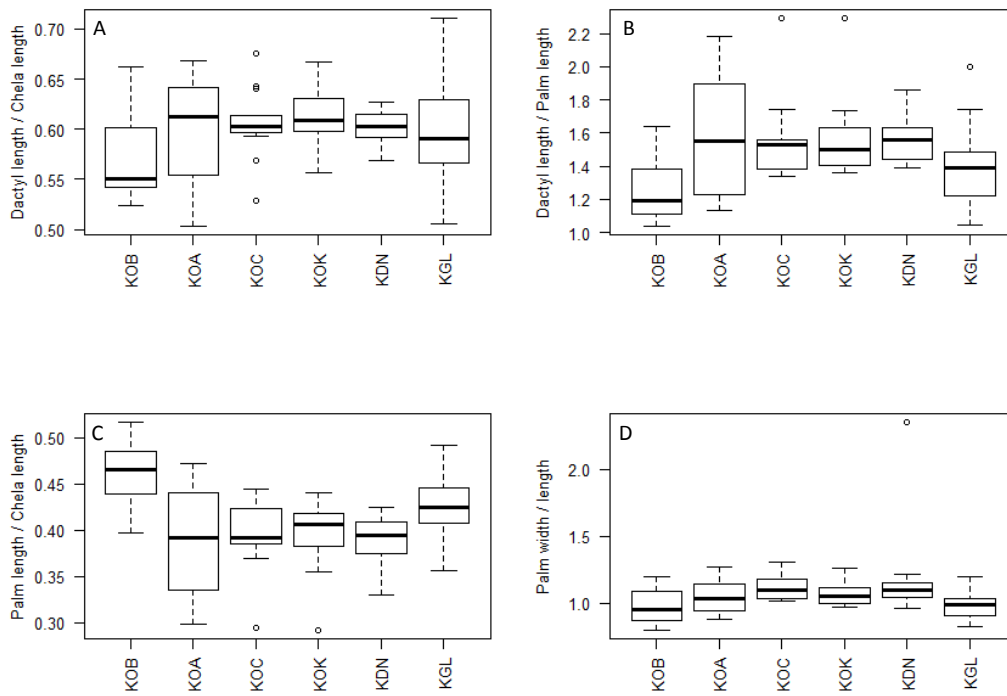 A
Dactyl length / Chela length
0.65
0.60
0.55
0.50
KOB
KOA
KOC
KOK
KDN
KGL
B
Dactyl length / Palm length
2.2
2.0
1.8
1.6
1.4
1.2
1.0
KOB
KOA
KOC
KOK
KDN
KGL
C
Palm length / Chela length
0.50
0.45
0.40
0.35
0.30
KOB
KOA
KOC
KOK
KDN
KGL
D
Palm width / length
2.0
1.5
1.0
KOB
KOA
KOC
KOK
KDN
KGL